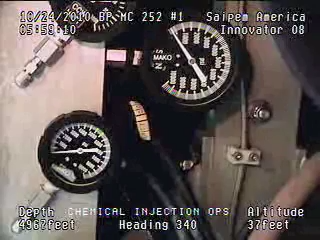 10/24/2010 BP MC 252 #1 Saipem America
05:59:10 Innovator 08
MAKO
Depth CHEMICAL INJECTION OPS Altitude
4967feet Heading 340 37feet